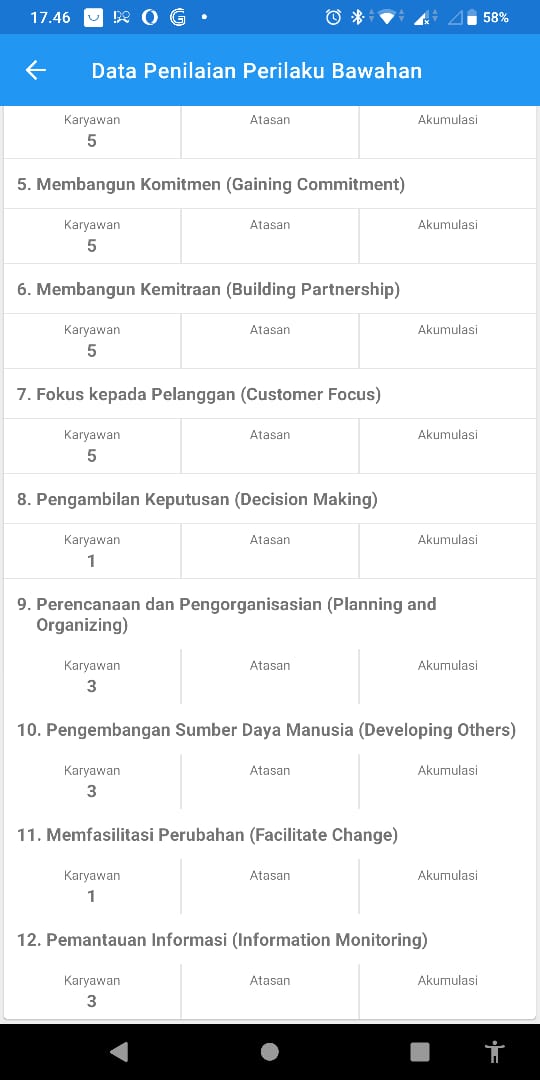 17.46
58%
Data Penilaian Perilaku Bawahan
Karyawan Atasan Akumulasi
5
5. Membangun Komitmen (Gaining Commitment)
Karyawan Atasan Akumulasi
5
6. Membangun Kemitraan (Building Partnership)
Karyawan Atasan Akumulasi
5
7. Fokus kepada Pelanggan (Customer Focus)
Karyawan Atasan Akumulasi
5
8. Pengambilan Keputusan (Decision Making)
Karyawan Atasan Akumulasi
1
9. Perencanaan dan Pengorganisasian (Planning and
Organizing)
Karyawan Atasan Akumulasi
3
10. Pengembangan Sumber Daya Manusia (Developing Others)
Karyawan Atasan Akumulasi
3
11. Memfasilitasi Perubahan (Facilitate Change)
Karyawan Atasan Akumulasi
1
12. Pemantauan Informasi (Information Monitoring)
Karyawan Atasan Akumulasi
3